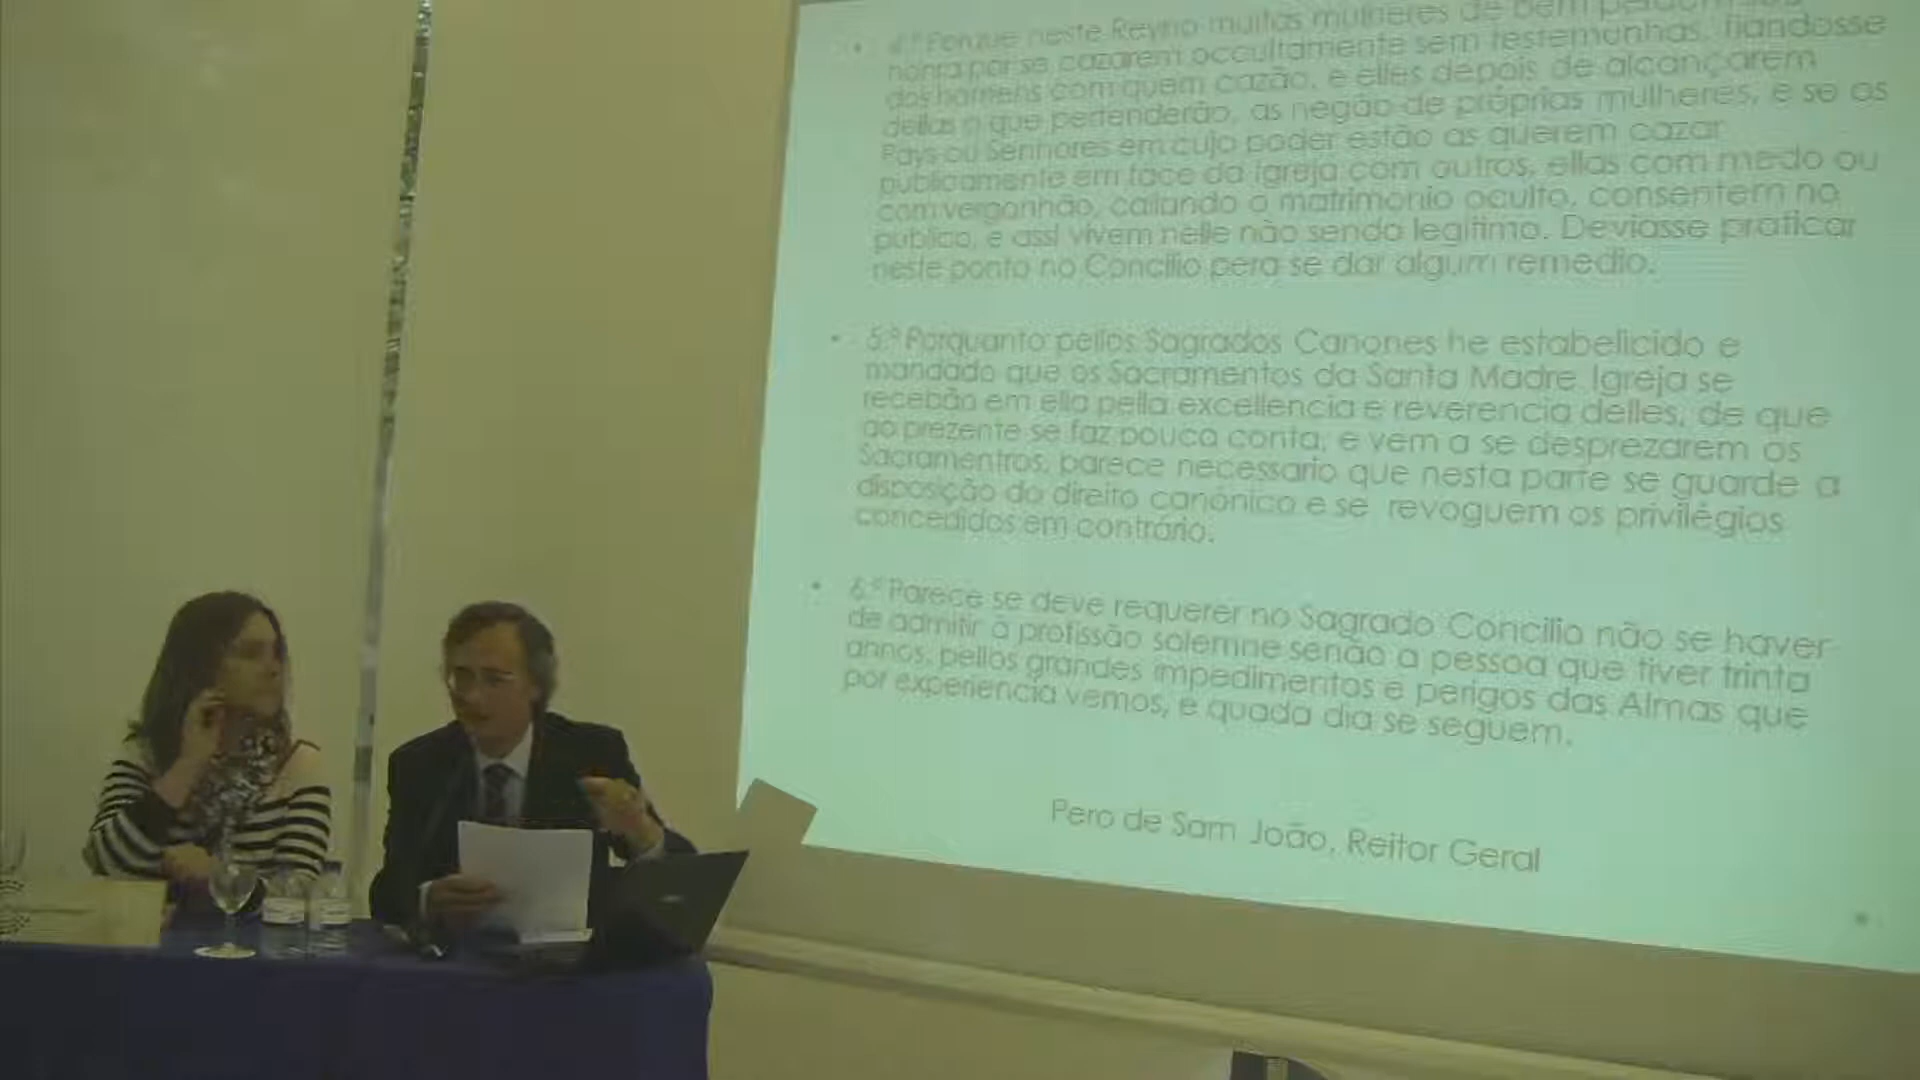 4.º Porque neste Reyno muitas mulheres de bem
honra por se cazarem occultamente sem testemunhas, fiandosse
dos homens com quem cazão, e elles depois de alcançarem
dellas o que pertenderão, as negão de próprias mulheres, e se os
Pays ou Senhores em cujo poder estão as querem cazar
publicamente em face da Igreja com outros, ellas com medo ou
com vergonhão, callando o matrimonio oculto, consentem no
publico, e assi vivem nelle não sendo legitimo. Deviasse praticar
neste ponto no Concilio pera se dar algum remedio.
5.º Porquanto pellos Sagrados Canones he estabelicido e
mandado que os Sacramentos da Santa Madre Igreja se
recebão em ella pella excellencia e reverencia delles, de que
ao prezente se faz pouca conta, e vem a se desprezarem os
Sacramentros, parece necessario que nesta parte se guarde a
disposição do direito canónico e se revoguem os privilégios
concedidos em contrário.
6.º Parece se deve requerer no Sagrado Concilio não se haver
de admitir á profissão solemne senão a pessoa que tiver trinta
annos, pellos grandes impedimentos e perigos das Almas que
por experiencia vemos, e quada dia se seguem.
Pero de Sam João, Reitor Geral